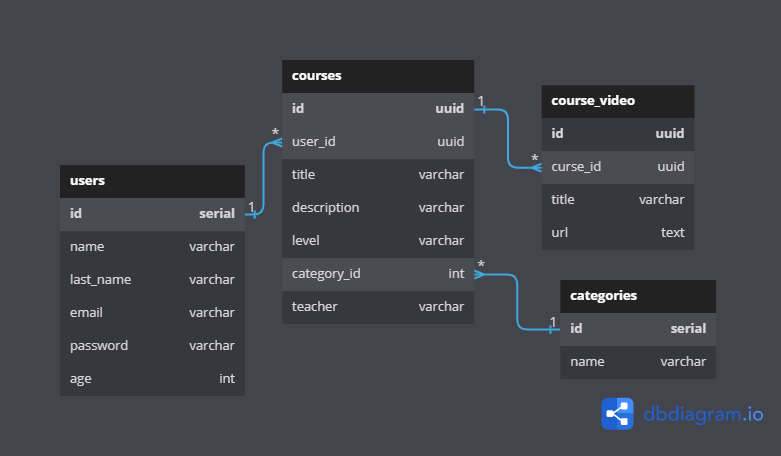 users
id serial
name varchar
last_name varchar
email varchar
password varchar
age int
1
*
courses
id uuid
user_id uuid
title varchar
description varchar
level varchar
category_id int
teacher varchar
1
*
course_video
id uuid
curse_id uuid
title varchar
url text
*
1
categories
id serial
name varchar
dbdiagram.io